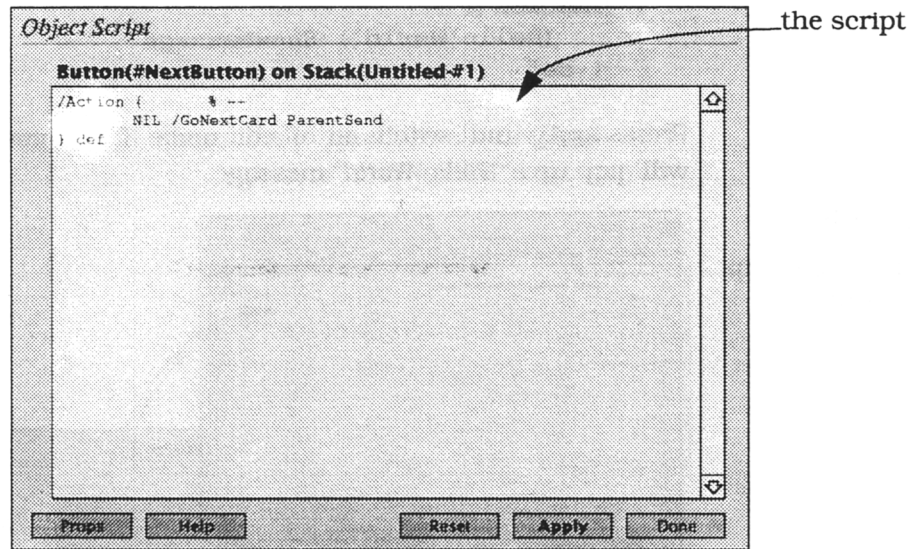 Object Script
the script
Button(#NextButton) on Stack(Untitled-#1)
/Action { % --
NIL /GoNextCard ParentSend
} def
Props Help Reset Apply Done